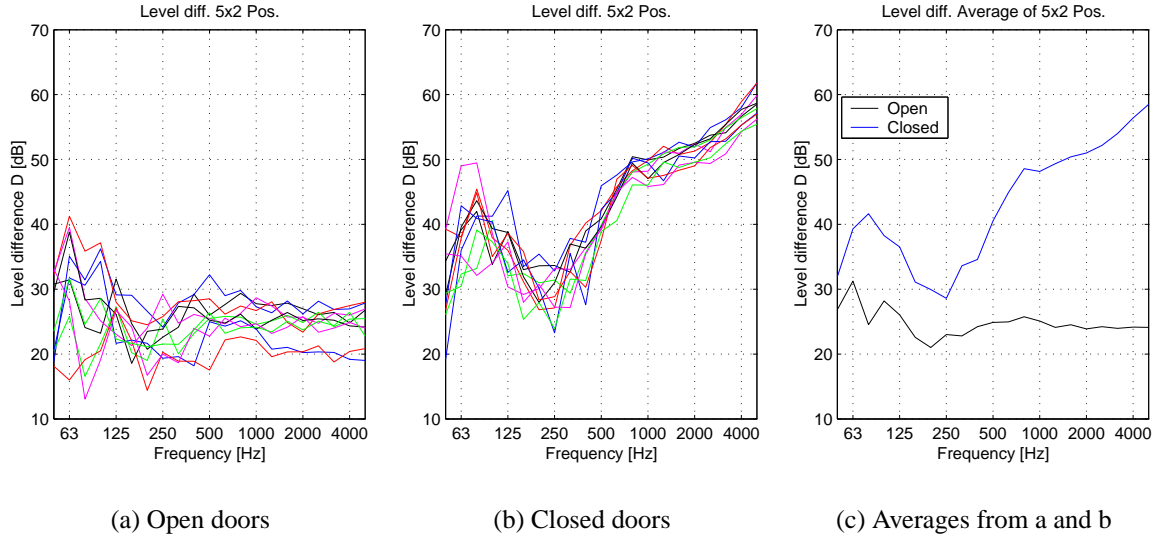 Level diff. 5x2 Pos.
70
60
50
40
30
20
10
Level difference D [dB]
63 125 250 500 1000 2000 4000
Frequency [Hz]
(a) Open doors
Level diff. 5x2 Pos.
70
60
50
40
30
20
10
Level difference D [dB]
63 125 250 500 1000 2000 4000
Frequency [Hz]
(b) Closed doors
Level diff. Average of 5x2 Pos.
70
60
50
40
30
20
10
Level difference D [dB]
Open
Closed
63 125 250 500 1000 2000 4000
Frequency [Hz]
(c) Averages from a and b